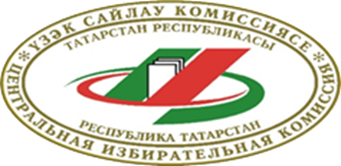 ҮЗӘК САЙЛАУ КОМИССИЯСЕ
ТАТАРСТАН РЕСПУБЛИКАСЫ
РЕСПУБЛИКА ТАТАРСТАН
ЦЕНТРАЛЬНАЯ ИЗБИРАТЕЛЬНАЯ КОМИССИЯ